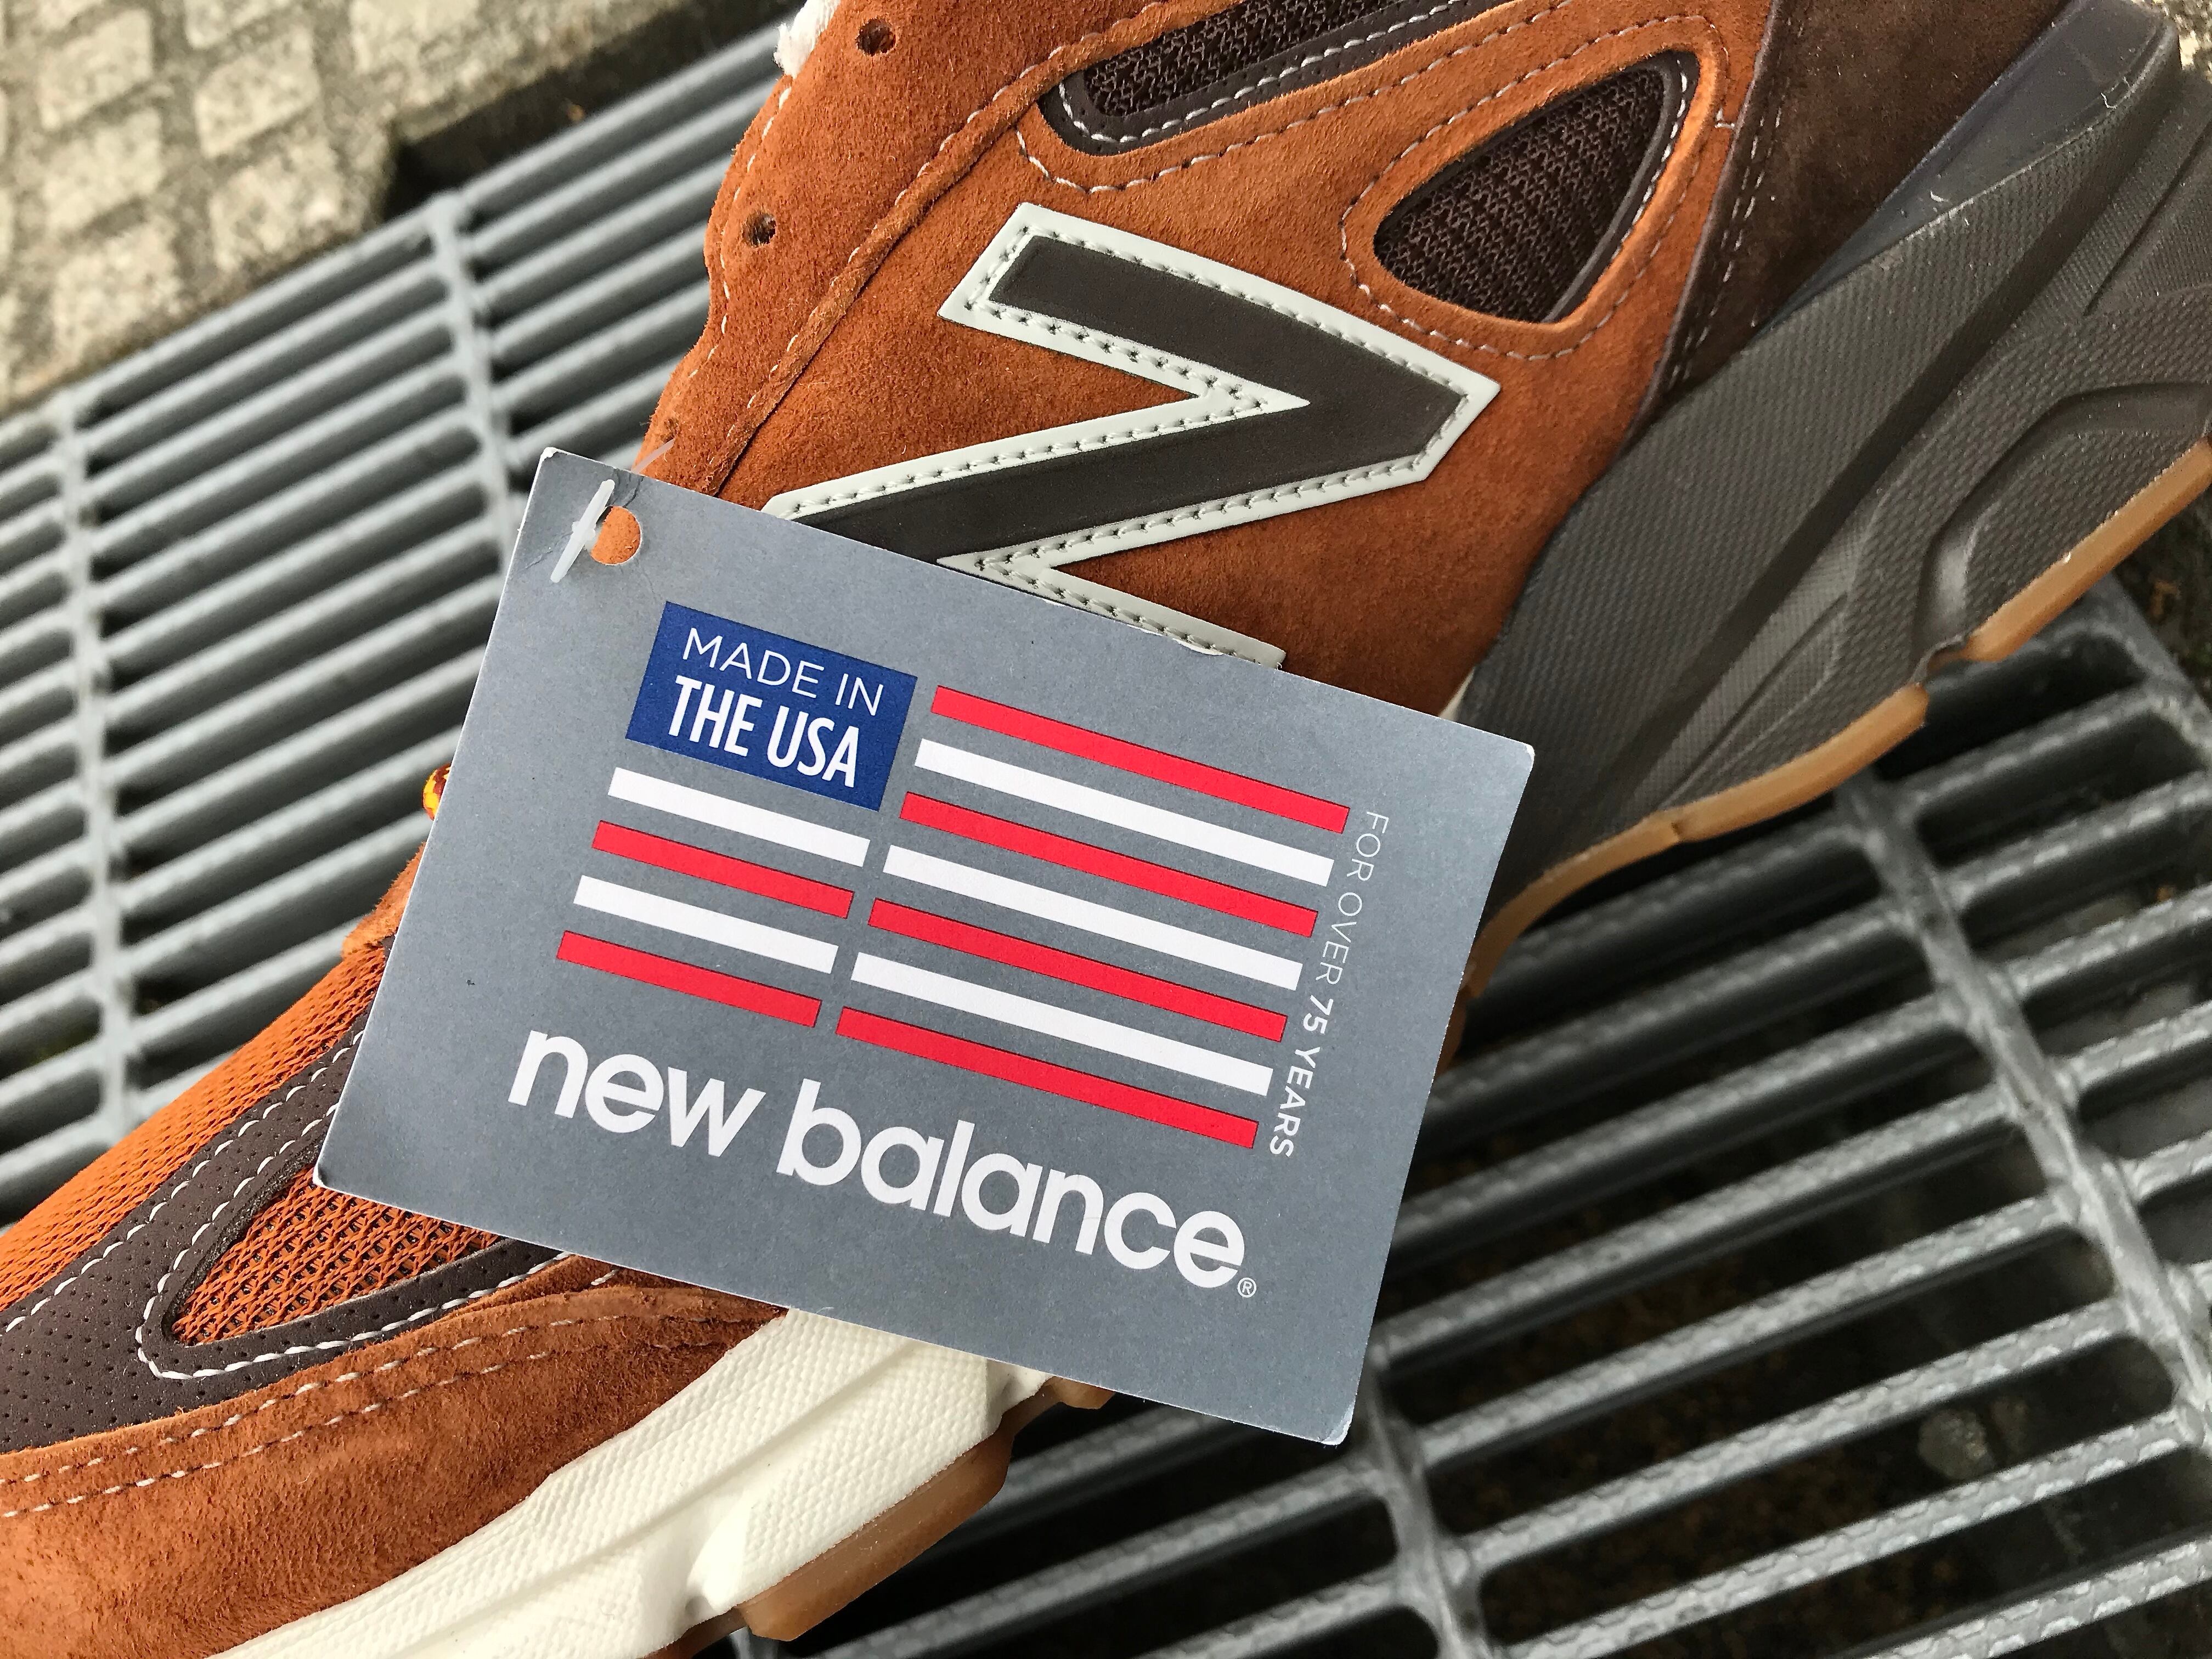 MADE IN
THE USA
FOR OVER 75 YEARS
new balance®
N